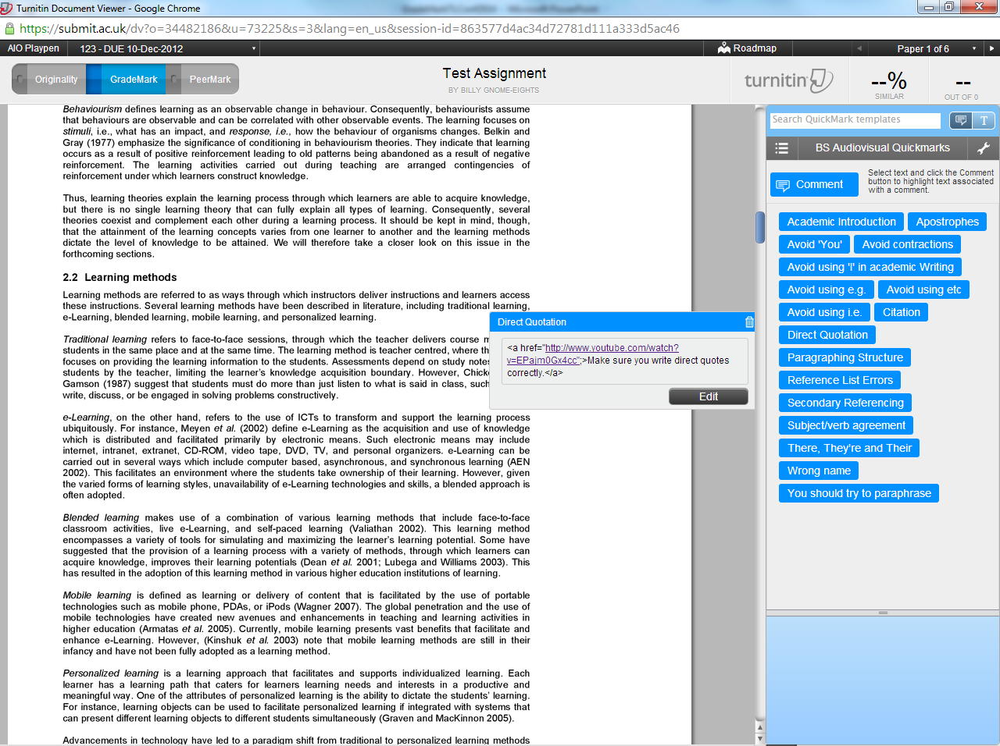 Turnitin Document Viewer - Google Chrome
https://submit.ac.uk/dv?o=34482186&u=73225&s=3&lang=en_us&session-id=863577d4ac34d72781d111a333d5ac46
AIO Playpen
123 - DUE 10-Dec-2012
Roadmap
Paper 1 of 6
Originality
GradeMark
PeerMark
Test Assignment
BY BILLY GNOME-EIGHTS
turnitin
--%
SIMILAR
--
OUT OF 0
Behaviourism defines learning as an observable change in behaviour. Consequently, behaviourists assume
that behaviours are observable and can be correlated with other observable events. The learning focuses on
stimuli, i.e., what has an impact, and response, i.e., how the behaviour of organisms changes. Belkin and
Gray (1977) emphasize the significance of conditioning in behaviourism theories. They indicate that learning
occurs as a result of positive reinforcement leading to old patterns being abandoned as a result of negative
reinforcement. The learning activities carried out during teaching are arranged contingencies of
reinforcement under which learners construct knowledge.
Thus, learning theories explain the learning process through which learners are able to acquire knowledge,
but there is no single learning theory that can fully explain all types of learning. Consequently, several
theories coexist and complement each other during a learning process. It should be kept in mind, though,
that the attainment of the learning concepts varies from one learner to another and the learning methods
dictate the level of knowledge to be attained. We will therefore take a closer look on this issue in the
forthcoming sections.
2.2 Learning methods
Learning methods are referred to as ways through which instructors deliver instructions and learners access
these instructions. Several learning methods have been described in literature, including traditional learning,
e-Learning, blended learning, mobile learning, and personalized learning.
Traditional learning refers to face-to-face sessions, through which the teacher delivers course m
students in the same place and at the same time. The learning method is teacher centred, where th
focuses on providing the learning information to the students. Assessments depend on study notes
students by the teacher, limiting the learner's knowledge acquisition boundary. However, Chick
Gamson (1987) suggest that students must do more than just listen to what is said in class, suc
write, discuss, or be engaged in solving problems constructively.
e-Learning, on the other hand, refers to the use of ICTs to transform and support the learning process
ubiquitously. For instance, Meyen et al. (2002) define e-Learning as the acquisition and use of knowledge
which is distributed and facilitated primarily by electronic means. Such electronic means may include
internet, intranet, extranet, CD-ROM, video tape, DVD, TV, and personal organizers. e-Learning can be
carried out in several ways which include computer based, asynchronous, and synchronous learning (AEN
2002). This facilitates an environment where the students take ownership of their learning. However, given
the varied forms of learning styles, unavailability of e-Learning technologies and skills, a blended approach is
often adopted.
Blended learning makes use of a combination of various learning methods that include face-to-face
classroom activities, live e-Learning, and self-paced learning (Valiathan 2002). This learning method
encompasses a variety of tools for simulating and maximizing the learner's learning potential. Some have
suggested that the provision of a learning process with a variety of methods, through which learners can
acquire knowledge, improves their learning potentials (Dean et al. 2001; Lubega and Williams 2003). This
has resulted in the adoption of this learning method in various higher education institutions of learning.
Mobile learning is defined as learning or delivery of content that is facilitated by the use of portable
technologies such as mobile phone, PDAs, or iPods (Wagner 2007). The global penetration and the use of
mobile technologies have created new avenues and enhancements in teaching and learning activities in
higher education (Armatas et al. 2005). Currently, mobile learning presents vast benefits that facilitate and
enhance e-Learning. However, (Kinshuk et al. 2003) note that mobile learning methods are still in their
infancy and have not been fully adopted as a learning method.
Personalized learning is a learning approach that facilitates and supports individualized learning. Each
learner has a learning path that caters for learners learning needs and interests in a productive and
meaningful way. One of the attributes of personalized learning is the ability to dictate the students' learning.
For instance, learning objects can be used to facilitate personalized learning if integrated with systems that
can present different learning objects to different students simultaneously (Graven and MacKinnon 2005).
Advancements in technology have led to a paradigm shift from traditional to personalized learning methods
Direct Quotation
<a href="http://www.youtube.com/watch?
v=EPajm0Gx4cc";>Make sure you write direct quotes
correctly.</a>
Edit
Search QuickMark templates
T
BS Audiovisual Quickmarks
Comment
Select text and click the Comment
button to highlight text associated
with a comment.
Academic Introduction
Apostrophes
Avoid 'You'
Avoid contractions
Avoid using 'I' in academic Writing
Avoid using e.g.
Avoid using etc
Avoid using i.e.
Citation
Direct Quotation
Paragraphing Structure
Reference List Errors
Secondary Referencing
Subject/verb agreement
There, They're and Their
Wrong name
You should try to paraphrase